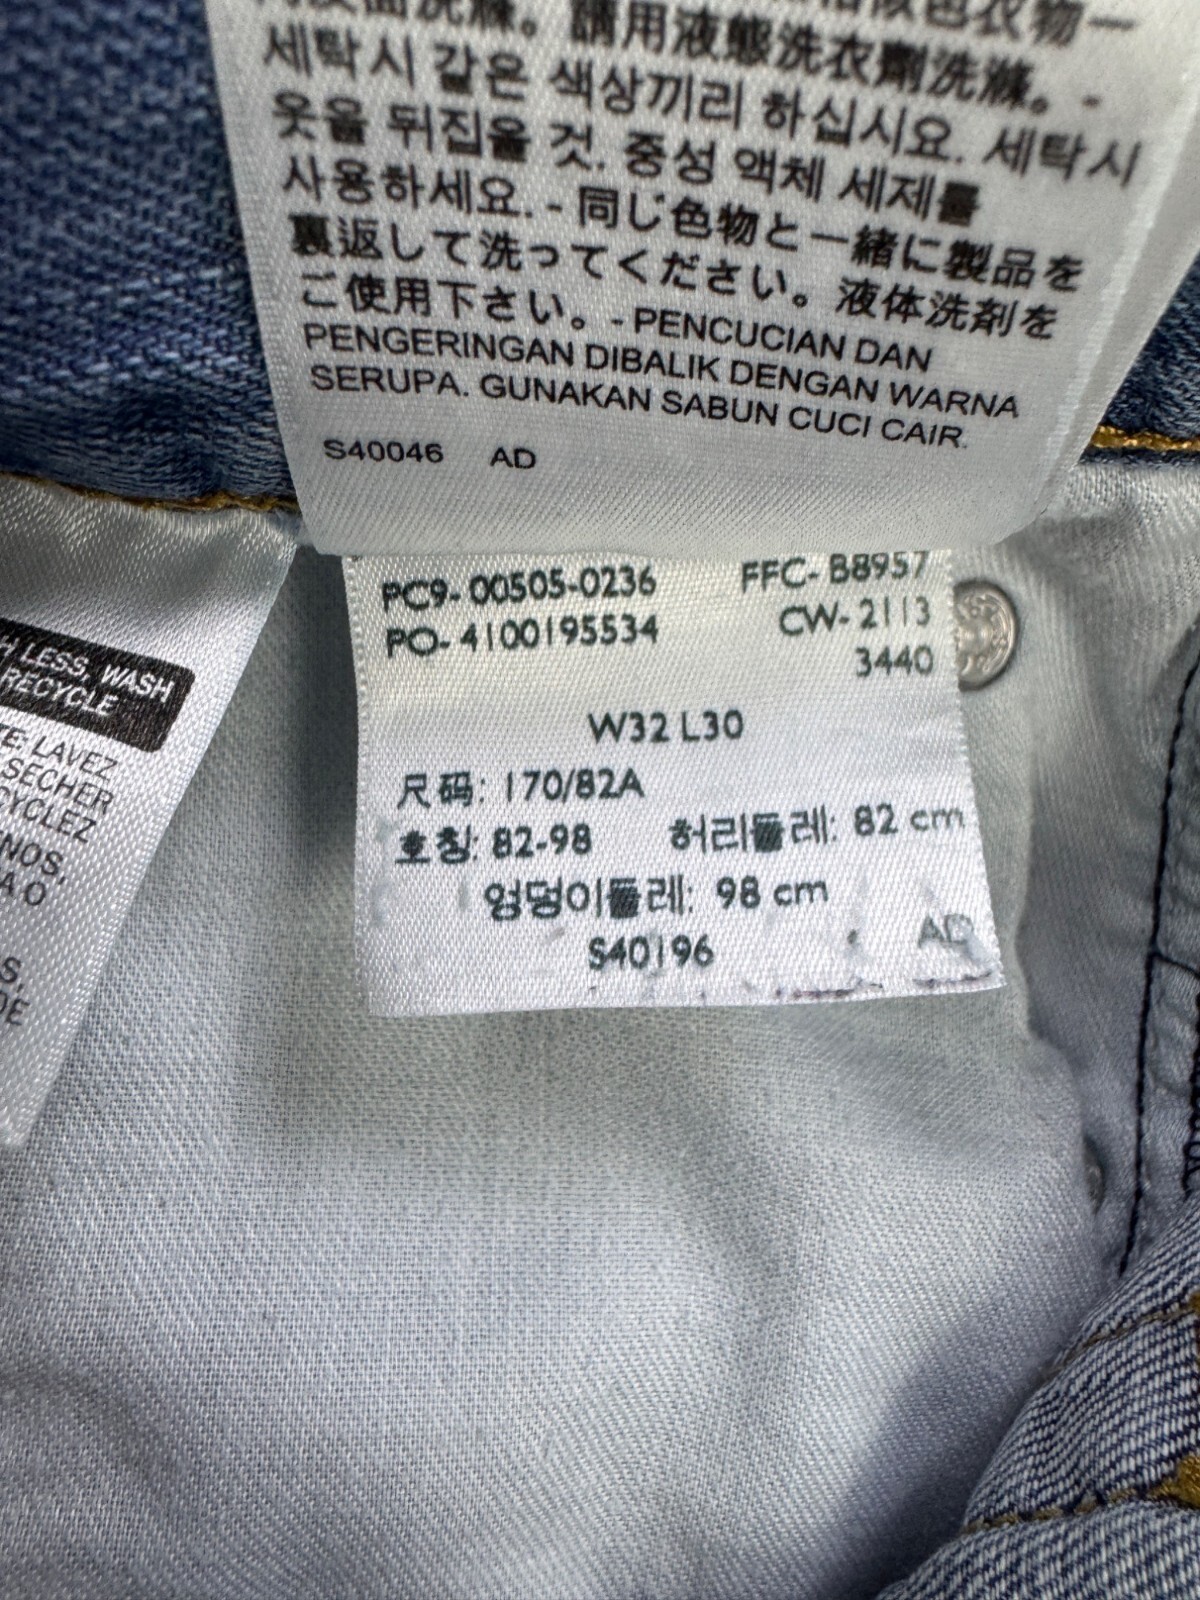 세탁시 같은 색상끼리 하십시요. 세탁시
옷을 뒤집을 것. 중성 액체 세제를
사용하세요. - 同じ色物と一緒に製品を
裏返して洗ってください。液体洗剤を
ご使用下さい。- PENCUCIAN DAN
PENGERINGAN DIBALIK DENGAN WARNA
SERUPA. GUNAKAN SABUN CUCI CAIR.
S40046 AD
PC9- 00505-0236 FFC- B8957
PO- 4100195534 CW- 2113
3440
W32 L30
尺码: 170/82A
호칭: 82-98 허리둘레: 82 cm
엉덩이둘레: 98 cm
S40196 AD
LESS, WASH
RECYCLE
LAVEZ